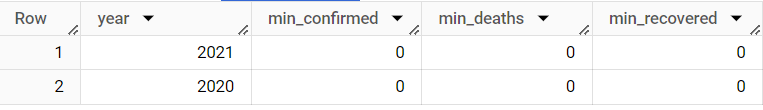 Row year min_confirmed min_deaths min_recovered
1 2021 0 0 0
2 2020 0 0 0